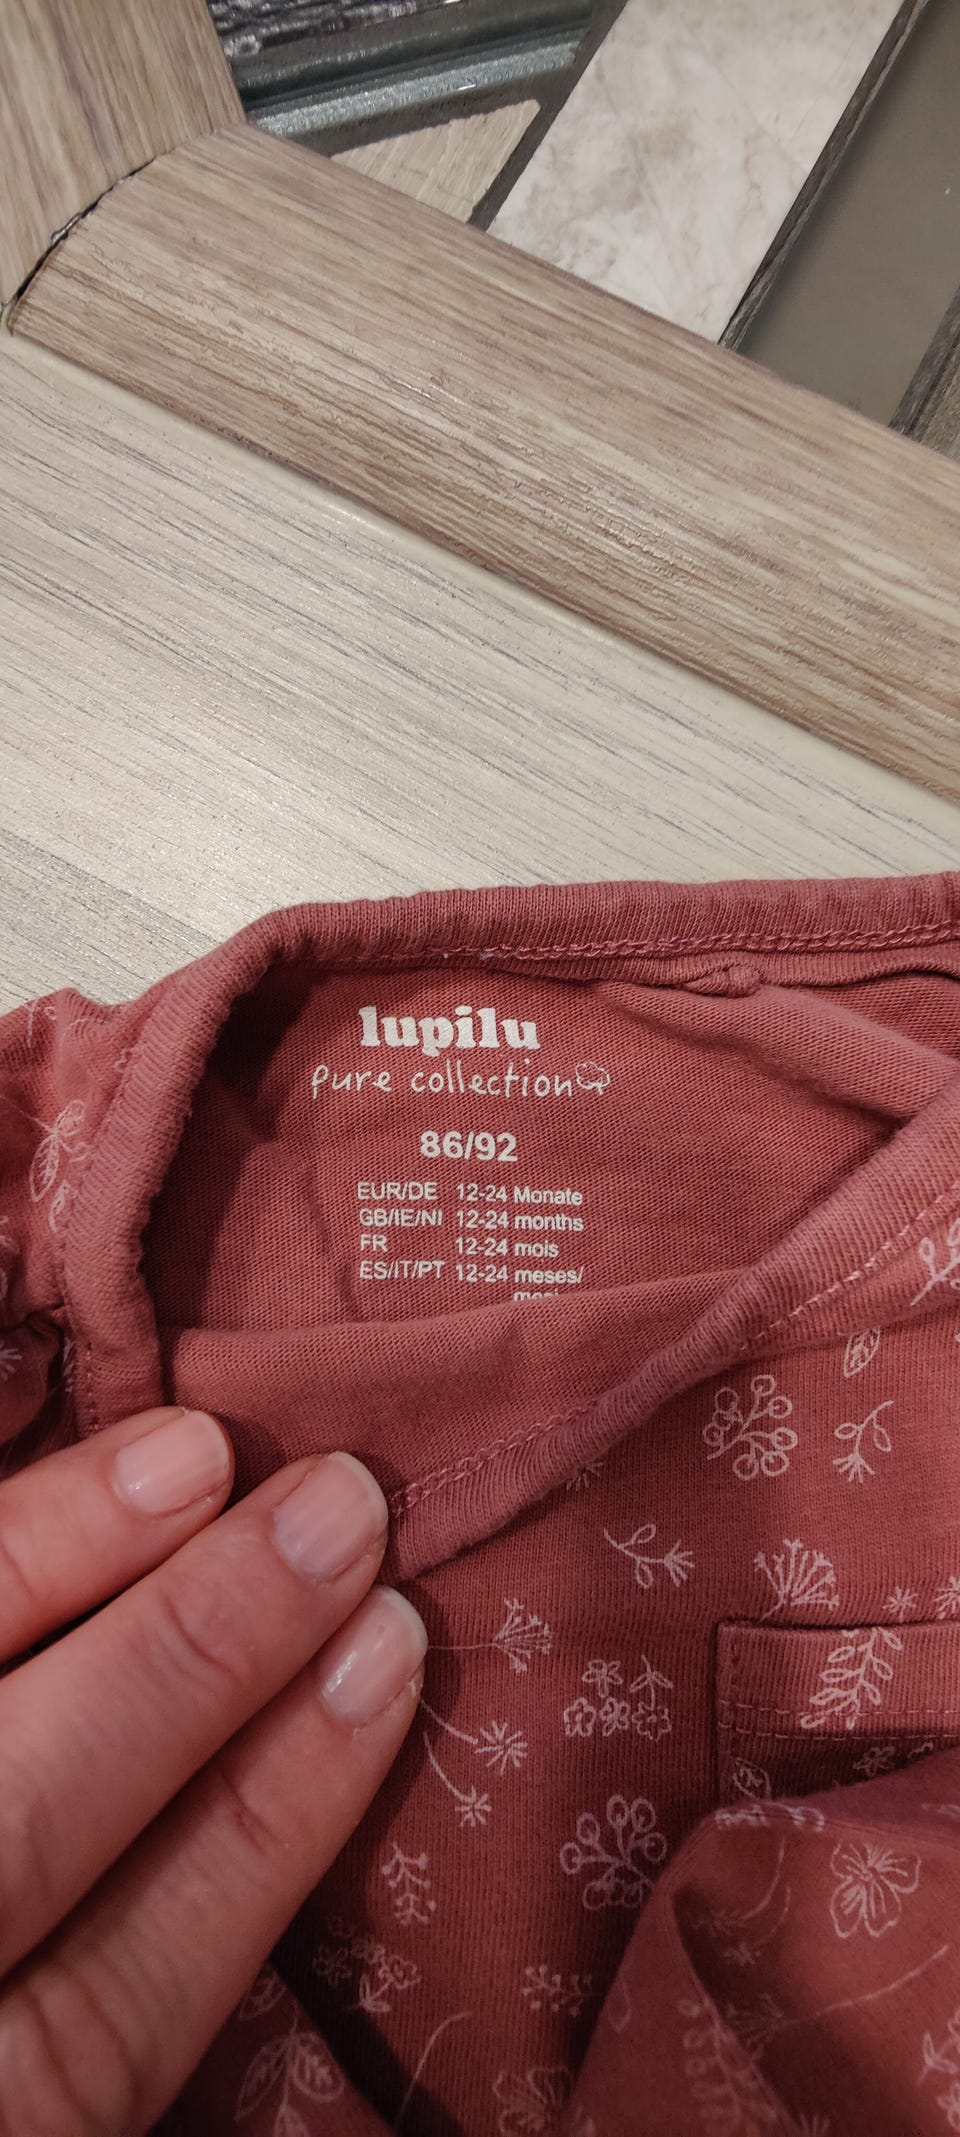 lupilu
pure collection
86/92
EUR/DE 12-24 Monate
GB/IE/NI 12-24 months
FR 12-24 mois
ES/IT/PT 12-24 meses/